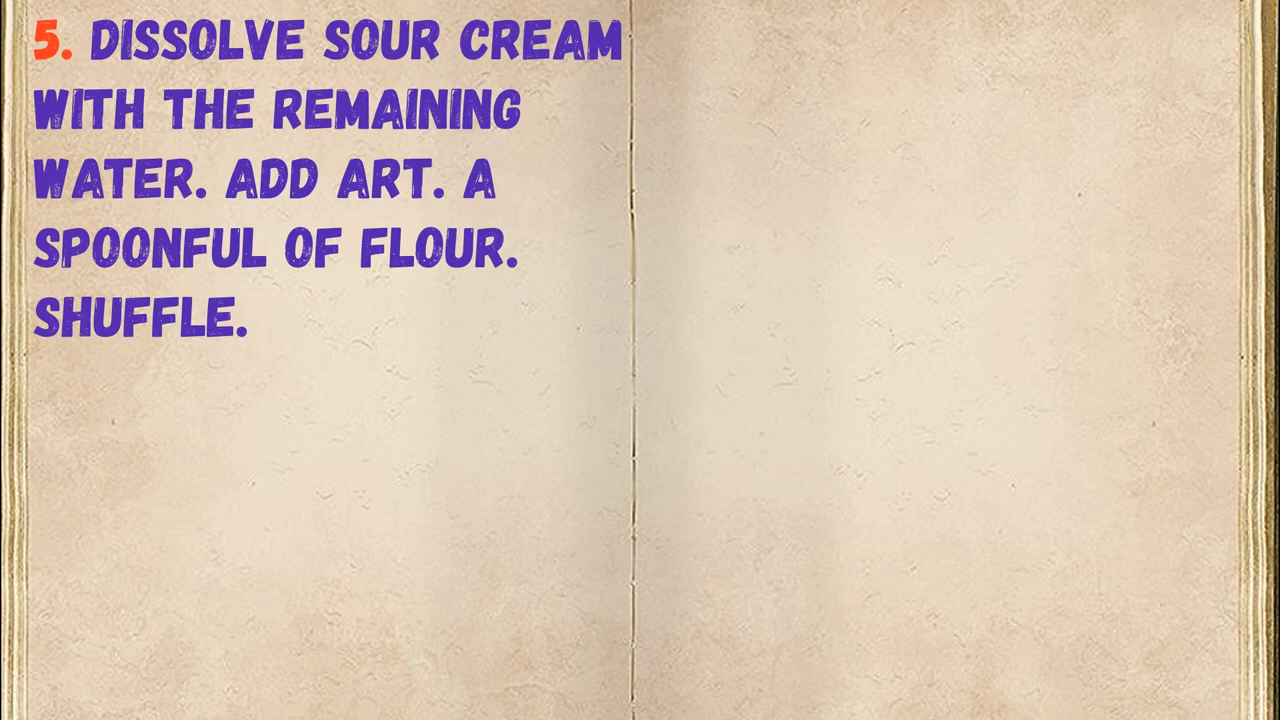 5. DISSOLVE SOUR CREAM
WITH THE REMAINING
WATER. ADD ART. A
SPOONFUL OF FLOUR.
SHUFFLE.